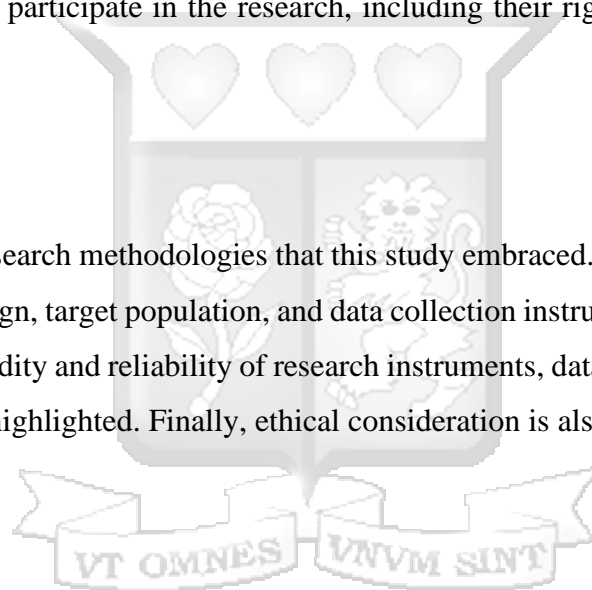 participate in the research, including their rig
search methodologies that this study embraced.
gn, target population, and data collection instru
dity and reliability of research instruments, data
highlighted. Finally, ethical consideration is als
VT OMNES VNVM SINT